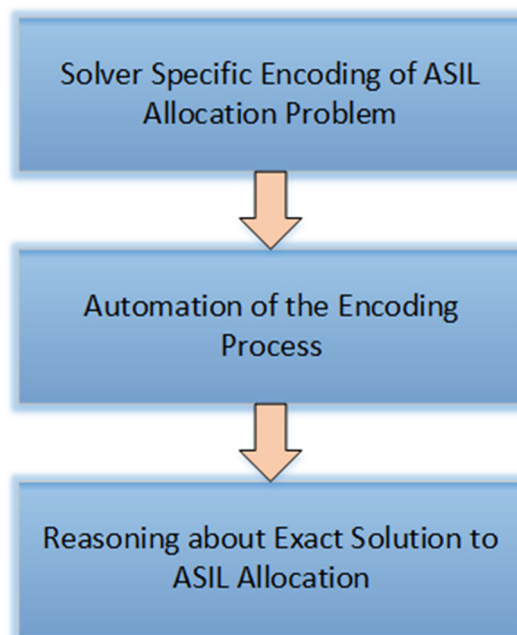 Solver Specific Encoding of ASIL
Allocation Problem
Automation of the Encoding
Process
Reasoning about Exact Solution to
ASIL Allocation